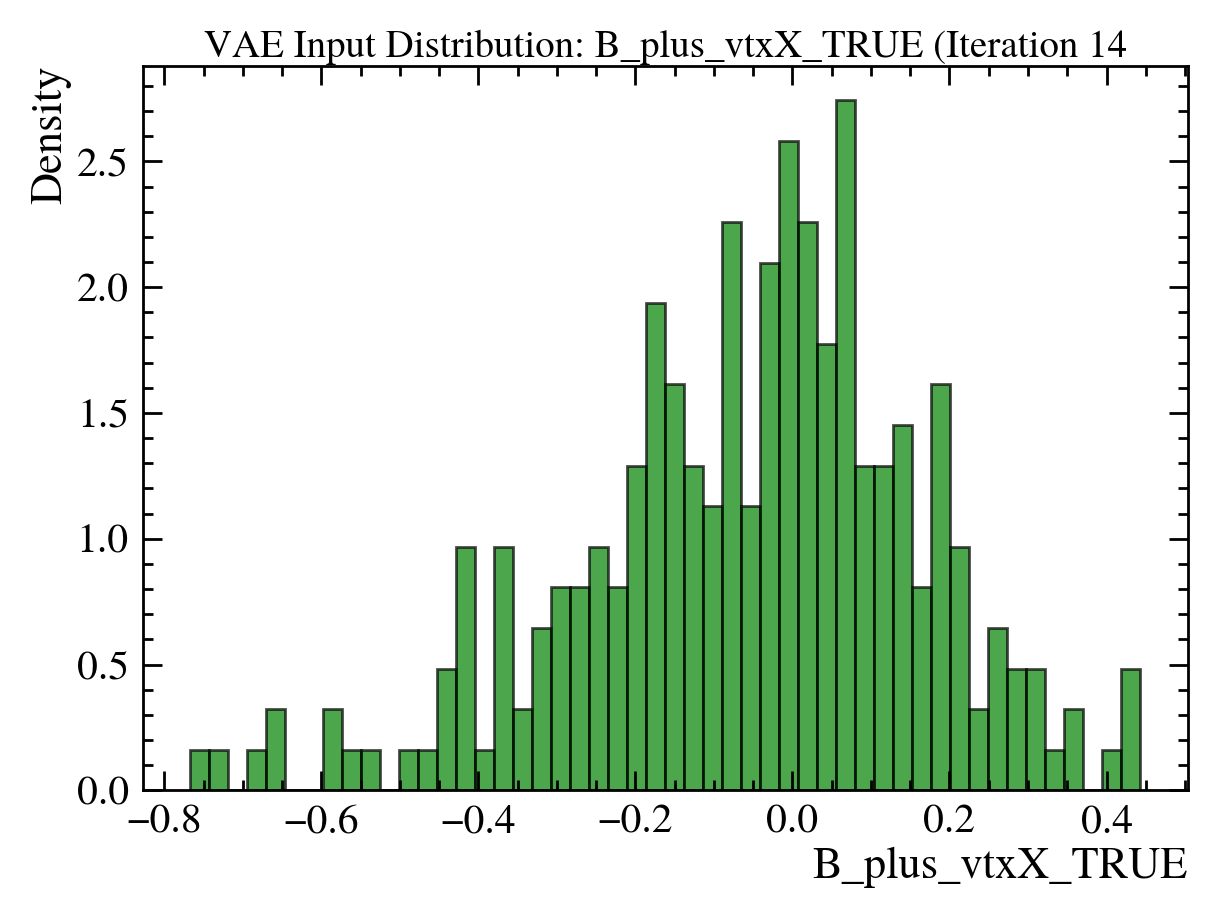 VAE Input Distribution: B_plus_vtxX_TRUE (Iteration 14
Density
2.5
2.0
1.5
1.0
0.5
0.0
−0.8 −0.6 −0.4 −0.2 0.0 0.2 0.4
B_plus_vtxX_TRUE